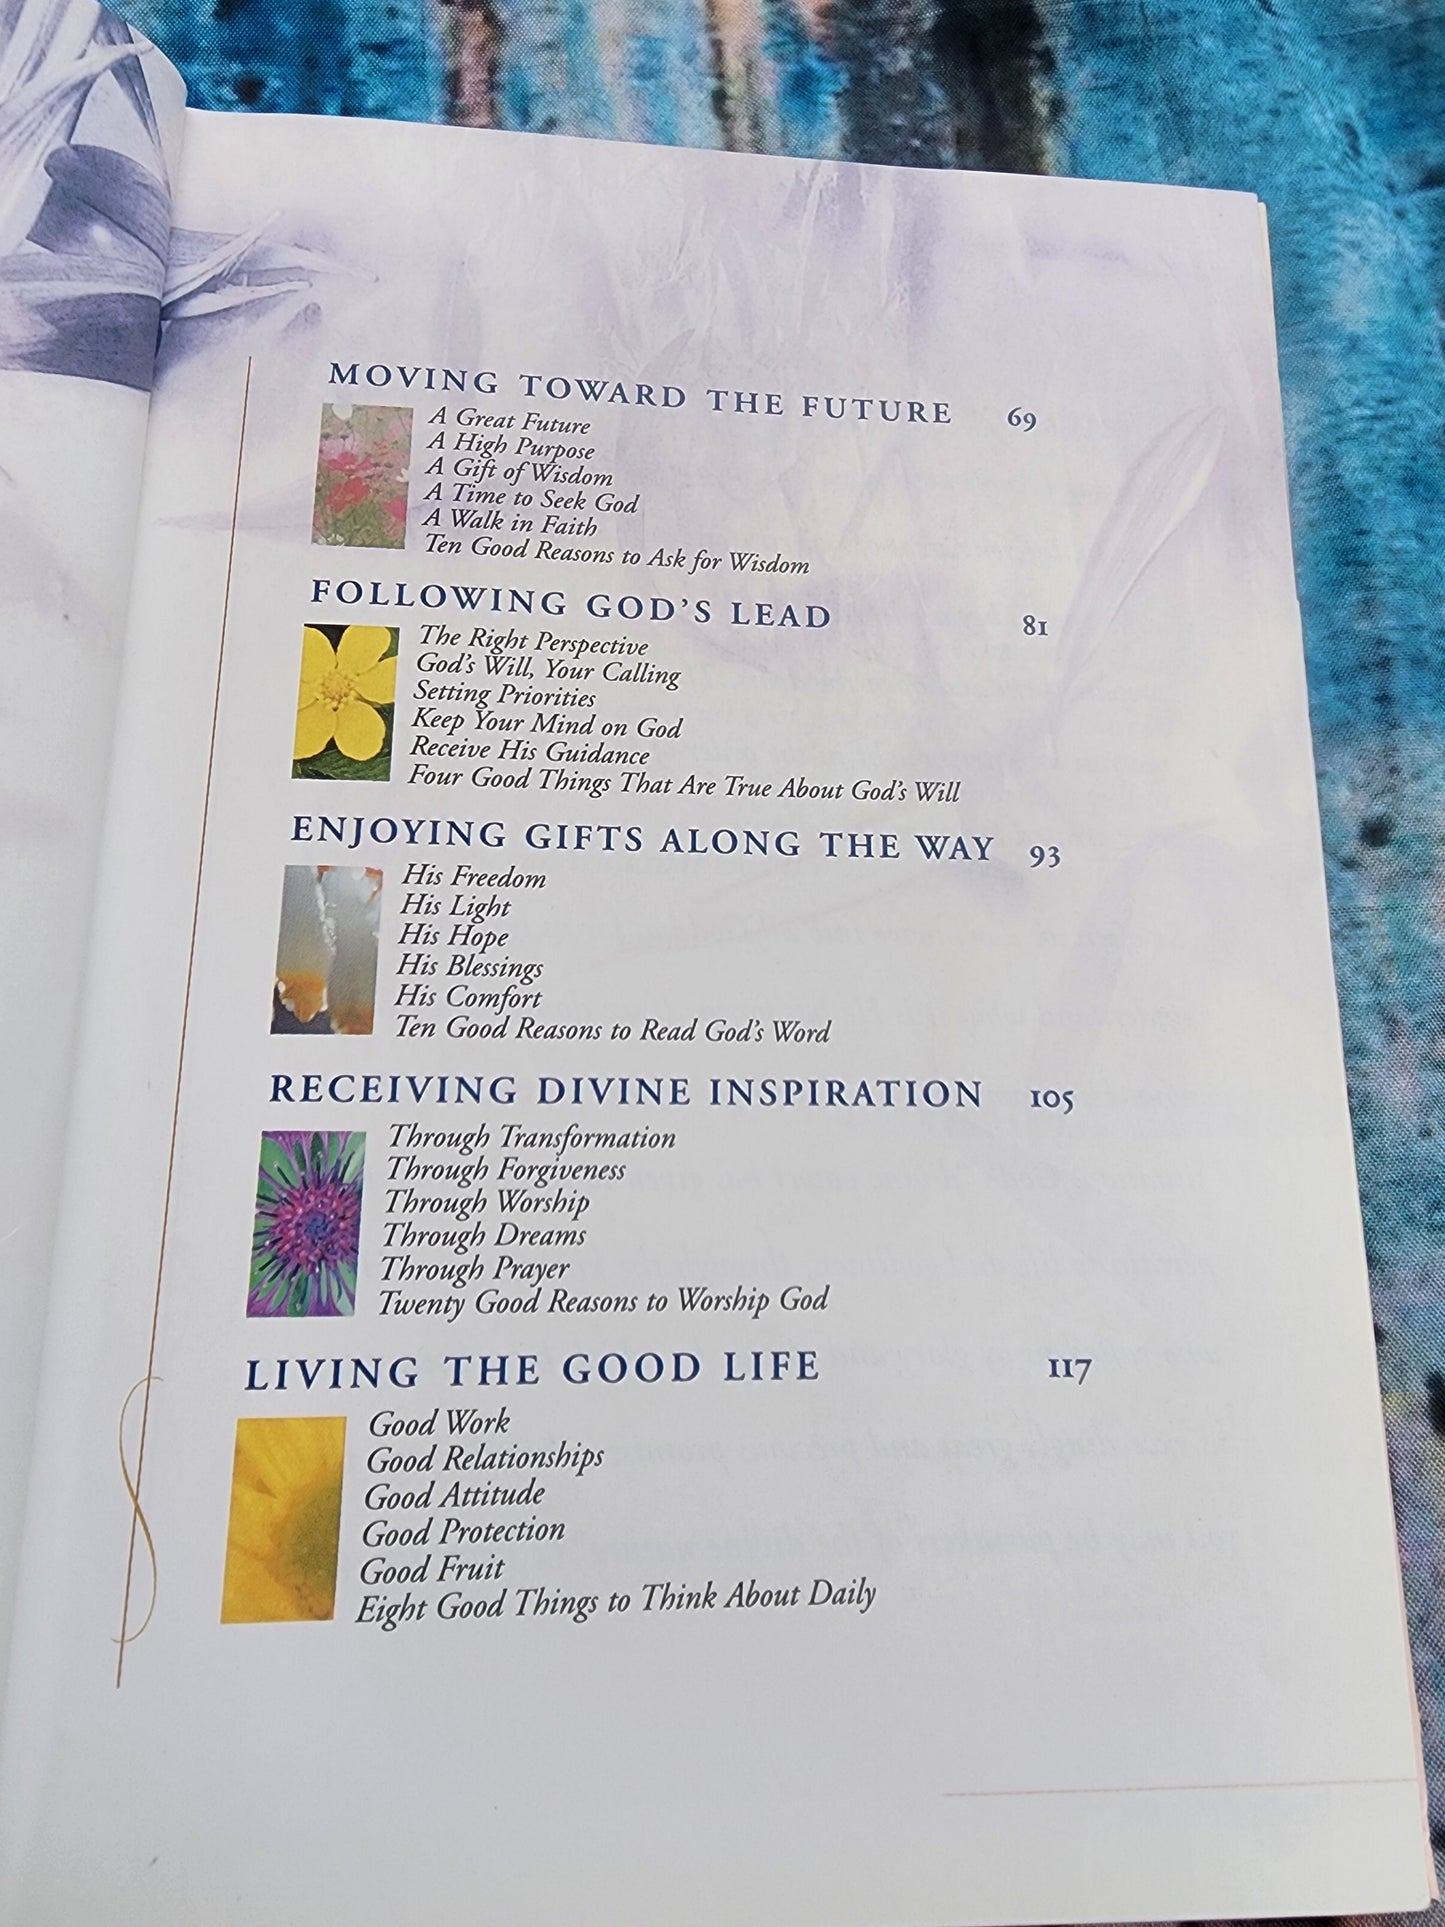 MOVING TOWARD THE FUTURE 69
A Great Future
A High Purpose
A Gift of Wisdom
A Time to Seek God
A Walk in Faith
Ten Good Reasons to Ask for Wisdom
FOLLOWING GOD'S LEAD 81
The Right Perspective
God's Will, Your Calling
Setting Priorities
Keep Your Mind on God
Receive His Guidance
Four Good Things That Are True About God's Will
ENJOYING GIFTS ALONG THE WAY 93
His Freedom
His Light
His Hope
His Blessings
His Comfort
Ten Good Reasons to Read God's Word
RECEIVING DIVINE INSPIRATION 105
Through Transformation
Through Forgiveness
Through Worship
Through Dreams
Through Prayer
Twenty Good Reasons to Worship God
LIVING THE GOOD LIFE 117
Good Work
Good Relationships
Good Attitude
Good Protection
Good Fruit
Eight Good Things to Think About Daily